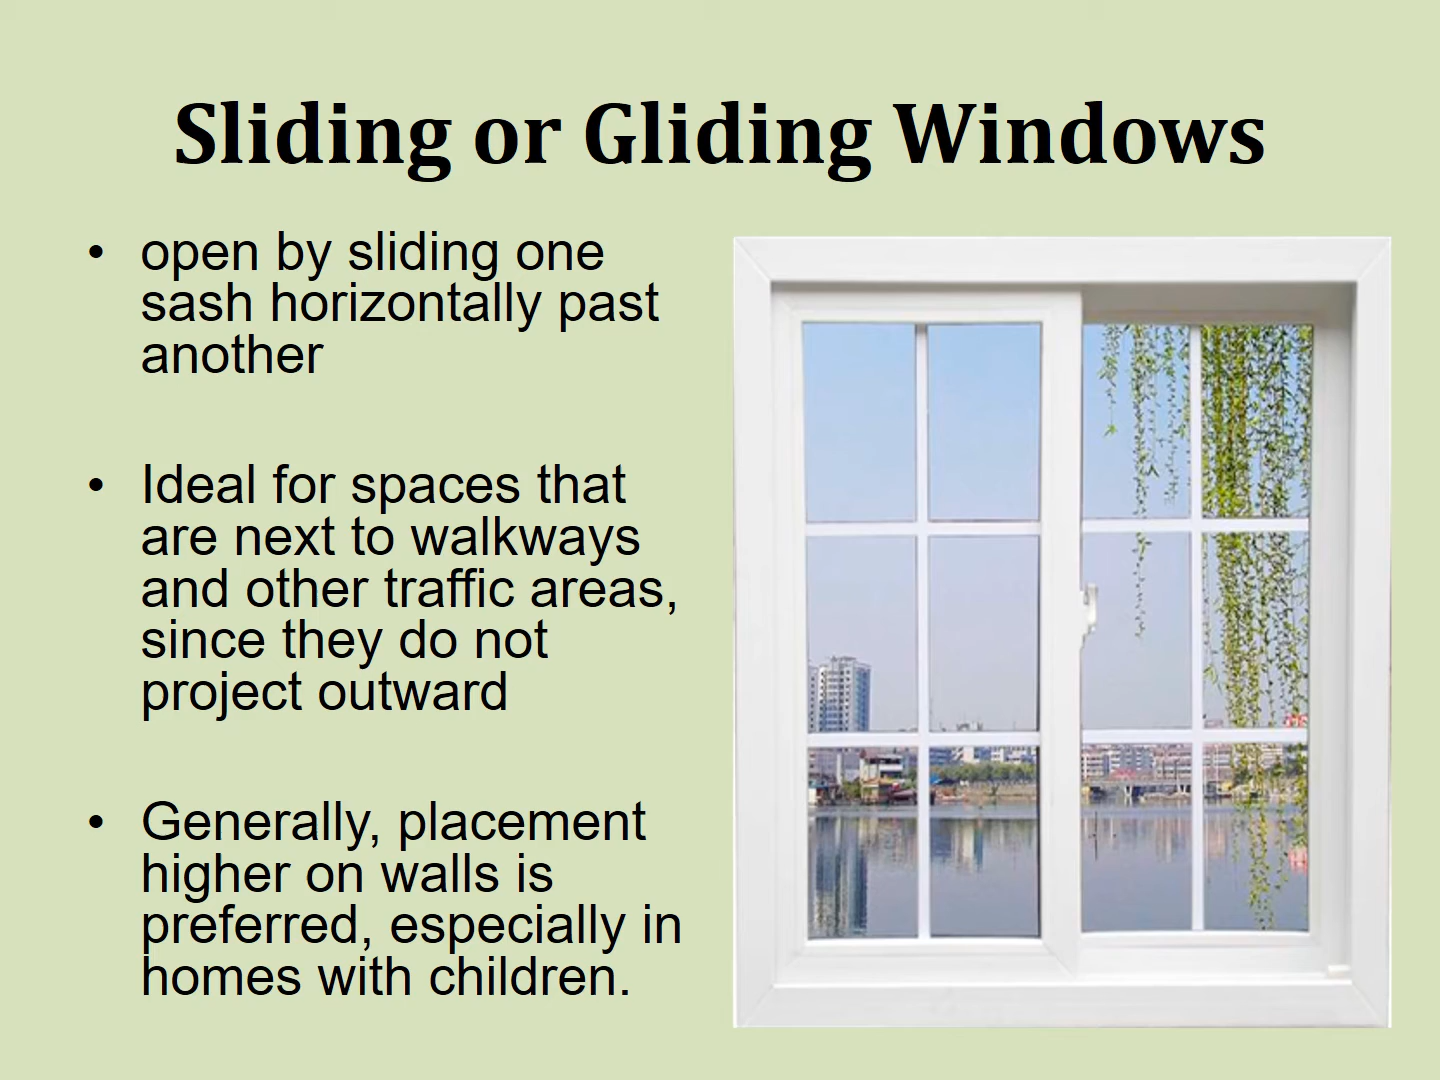 Sliding or Gliding Windows
• open by sliding one
sash horizontally past
another
• Ideal for spaces that
are next to walkways
and other traffic areas,
since they do not
project outward
• Generally, placement
higher on walls is
preferred, especially in
homes with children.